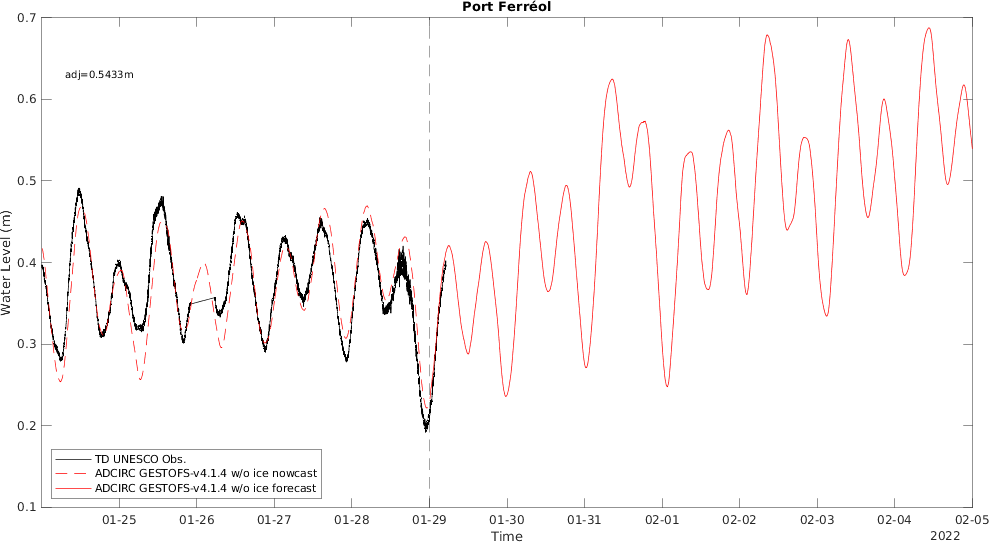 Port Ferréol
0.7
adj=0.5433m
0.6
0.5
Water Level (m)
0.4
0.3
0.2
TD UNESCO Obs.
ADCIRC GESTOFS-v4.1.4 w/o ice nowcast
ADCIRC GESTOFS-v4.1.4 w/o ice forecast
0.1
01-25 01-26 01-27 01-28 01-29 01-30 01-31 02-01 02-02 02-03 02-04 02-05
Time
2022